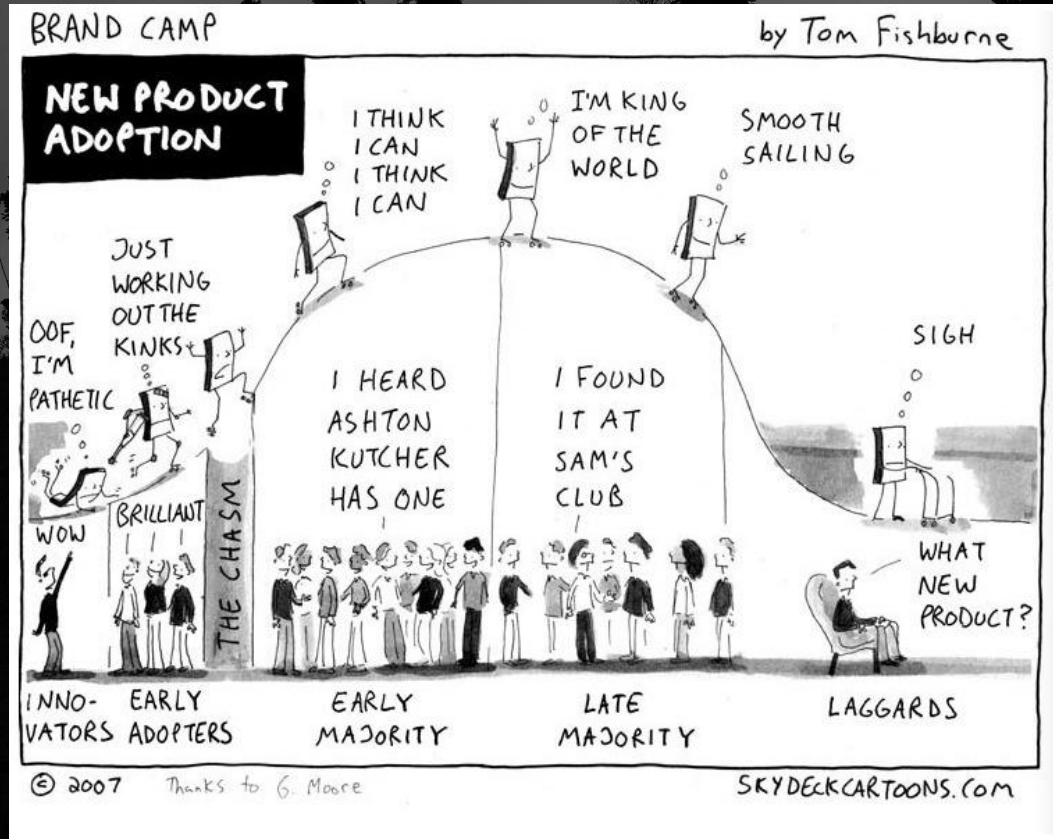 BRAND CAMP
by Tom Fishburne
NEW PRODUCT
ADOPTION
OOF,
I'M
PATHETIC
JUST
WORKING
OUT THE
KINKS
I THINK
I CAN
I THINK
I CAN
I'M KING
OF THE
WORLD
SMOOTH
SAILING
SIGH
WOW
BRILLIANT
THE CHASM
I HEARD
ASHTON
KUTCHER
HAS ONE
I FOUND
IT AT
SAM'S
CLUB
WHAT
NEW
PRODUCT?
INNO-
VATORS
EARLY
ADOPTERS
EARLY
MAJORITY
LATE
MAJORITY
LAGGARDS
© 2007
Thanks to G. Moore
SKYDECKCARTOONS.COM